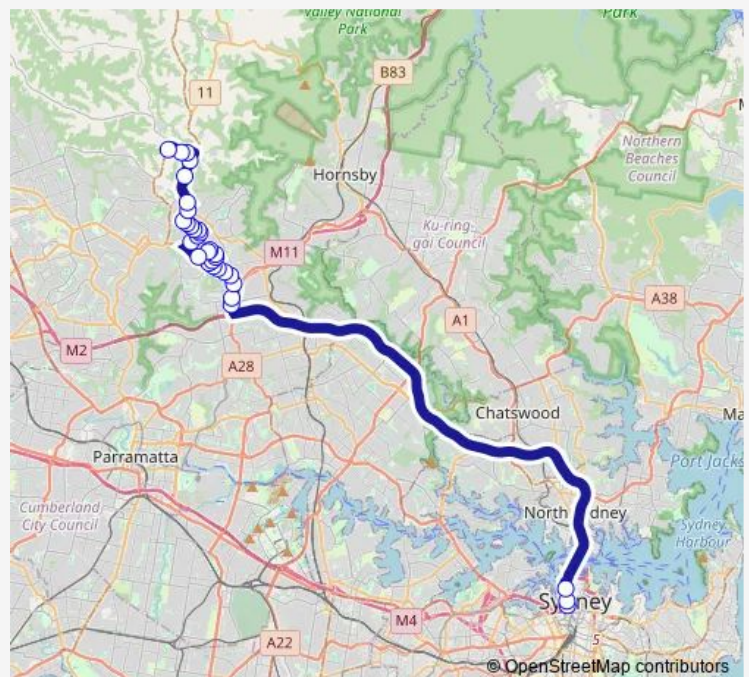 Valley National
Park
Park
B83
11
Northern
Beaches
Council
Hornsby
Ku-ring-
gai Council
M11
A38
A1
M2
A28
Chatswood
Ma
Parramatta
Port Jacks
Cumberland
City Council
North
dney
Sydney
Harbour
Sydney
M4
A22
5
© OpenStreetMap contributors